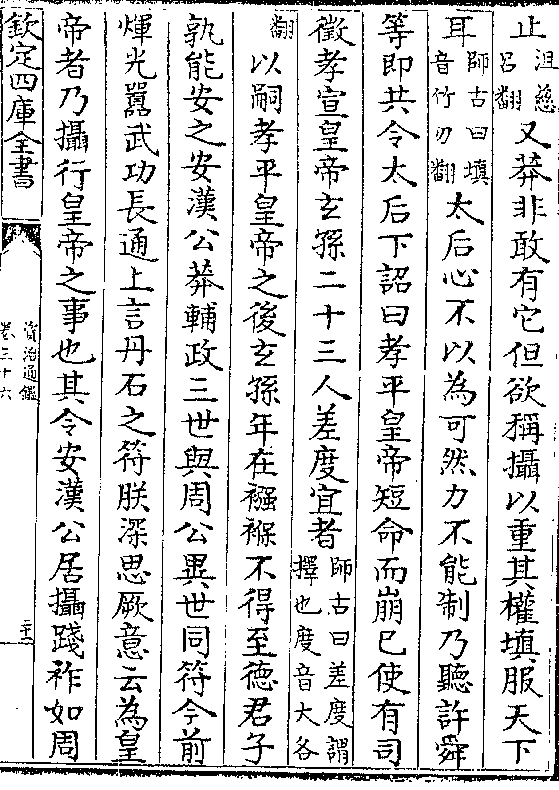 止沮慈呂翻又莽非敢有它但欲稱攝以重其權填服天下
耳師古曰填音竹刃翻太后心不以為可然力不能制乃聽許舜
等即共令太后下詔曰孝平皇帝短命而崩已使有司
徵孝宣皇帝玄孫二十三人差度宜者師古曰差度謂擇也度音大各
翻以嗣孝平皇帝之後玄孫年在襁褓不得至德君子
孰能安之安漢公莽輔政三世與周公異世同符今前
煇光嚻武功長通上言丹石之符朕深思厥意云為皇
帝者乃攝行皇帝之事也其令安漢公居攝踐祚如周
欽定四庫全書
資治通鑑
卷三十六